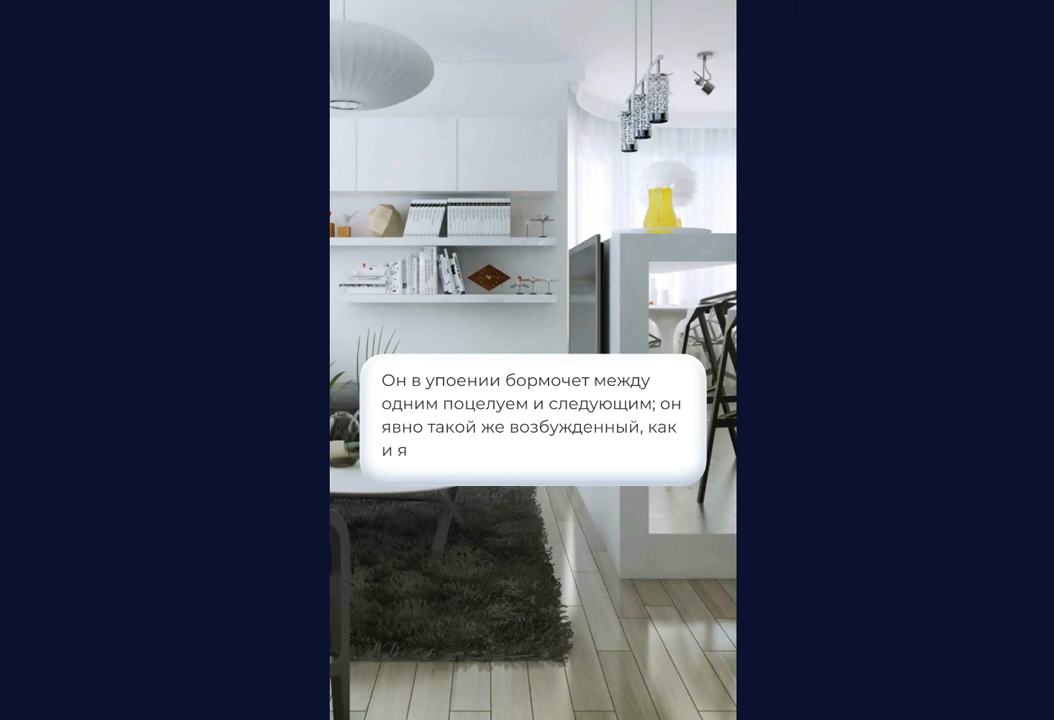 Он в упоении бормочет между
одним поцелуем и следующим; он
явно такой же возбужденный, как
и я